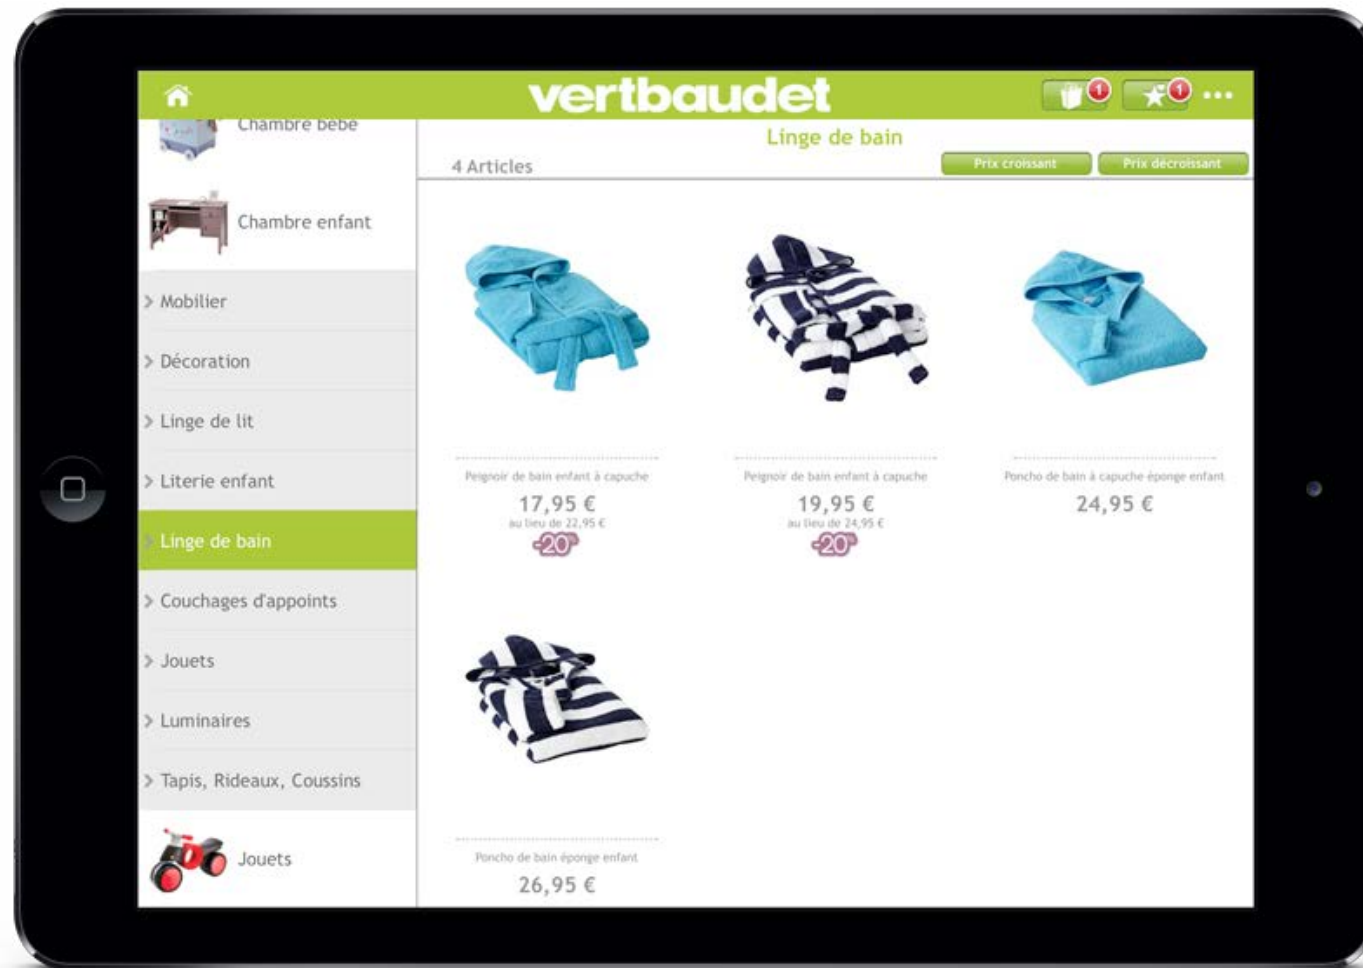 vertbaudet
1
1
Chambre bébé
Linge de bain
4 Articles
Prix croissant
Prix décroissant
Chambre enfant
Mobilier
Décoration
Linge de lit
Literie enfant
Linge de bain
Couchages d'appoints
Jouets
Luminaires
Tapis, Rideaux, Coussins
Jouets
Peignoir de bain enfant à capuche
17,95 €
au lieu de 22,95 €
-20%
Peignoir de bain enfant à capuche
19,95 €
au lieu de 24,95 €
-20%
Poncho de bain à capuche éponge enfant
24,95 €
Poncho de bain éponge enfant
26,95 €